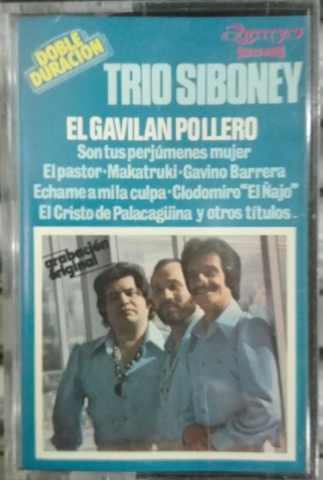 DOBLE
DURACION
TRIO SIBONEY
EL GAVILAN POLLERO
Son tus perjúmenes mujer
El pastor · Makatruki · Gavino Barrera
Echame a mi la culpa · Clodomiro "El Ñajo"
El Cristo de Palacagüina y otros títulos...
grabación
original